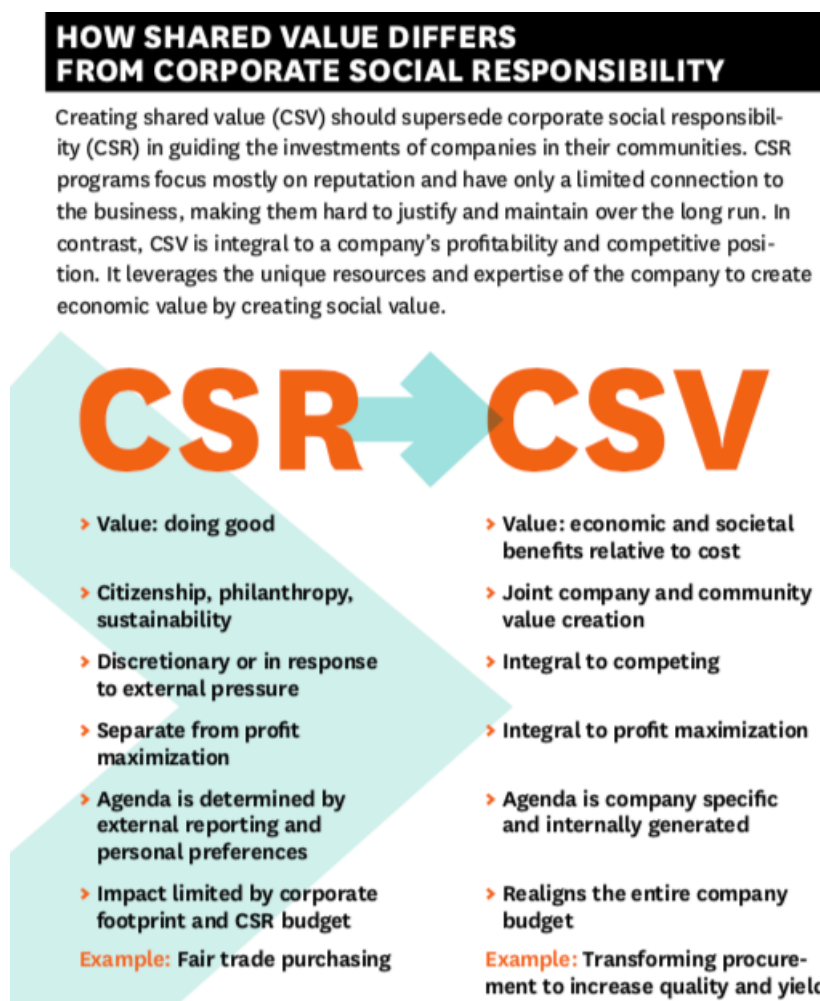 HOW SHARED VALUE DIFFERS
FROM CORPORATE SOCIAL RESPONSIBILITY
Creating shared value (CSV) should supersede corporate social responsibil-
ity (CSR) in guiding the investments of companies in their communities. CSR
programs focus mostly on reputation and have only a limited connection to
the business, making them hard to justify and maintain over the long run. In
contrast, CSV is integral to a company's profitability and competitive posi-
tion. It leverages the unique resources and expertise of the company to create
economic value by creating social value.
CSR
> Value: doing good
> Citizenship, philanthropy,
sustainability
> Discretionary or in response
to external pressure
> Separate from profit
maximization
> Agenda is determined by
external reporting and
personal preferences
> Impact limited by corporate
footprint and CSR budget
Example: Fair trade purchasing
CSV
> Value: economic and societal
benefits relative to cost
> Joint company and community
value creation
> Integral to competing
> Integral to profit maximization
> Agenda is company specific
and internally generated
> Realigns the entire company
budget
Example: Transforming procure-
ment to increase quality and yield